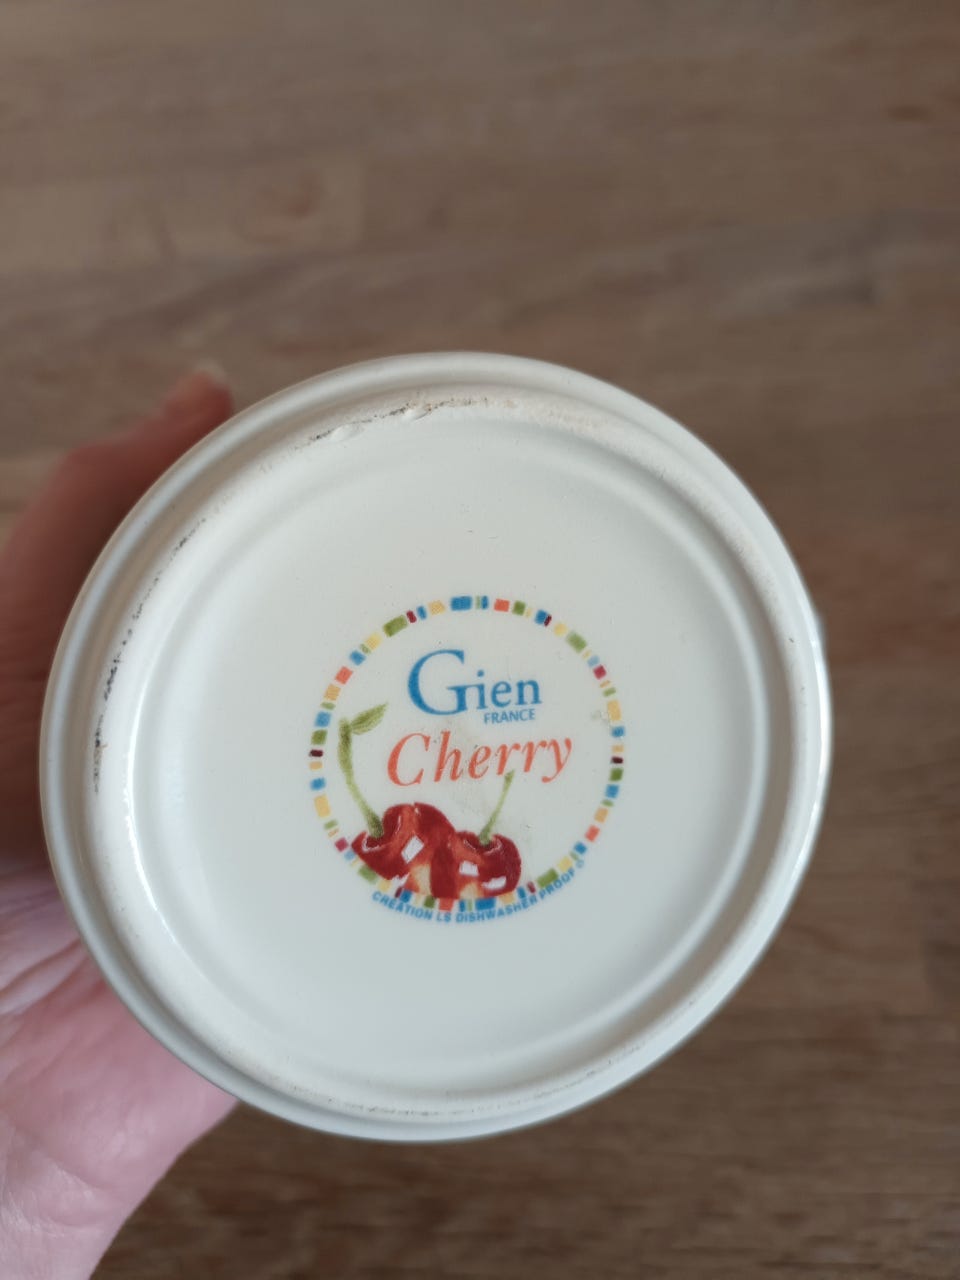 Gien
FRANCE
Cherry
CREATION LS DISHWASHER PROOF